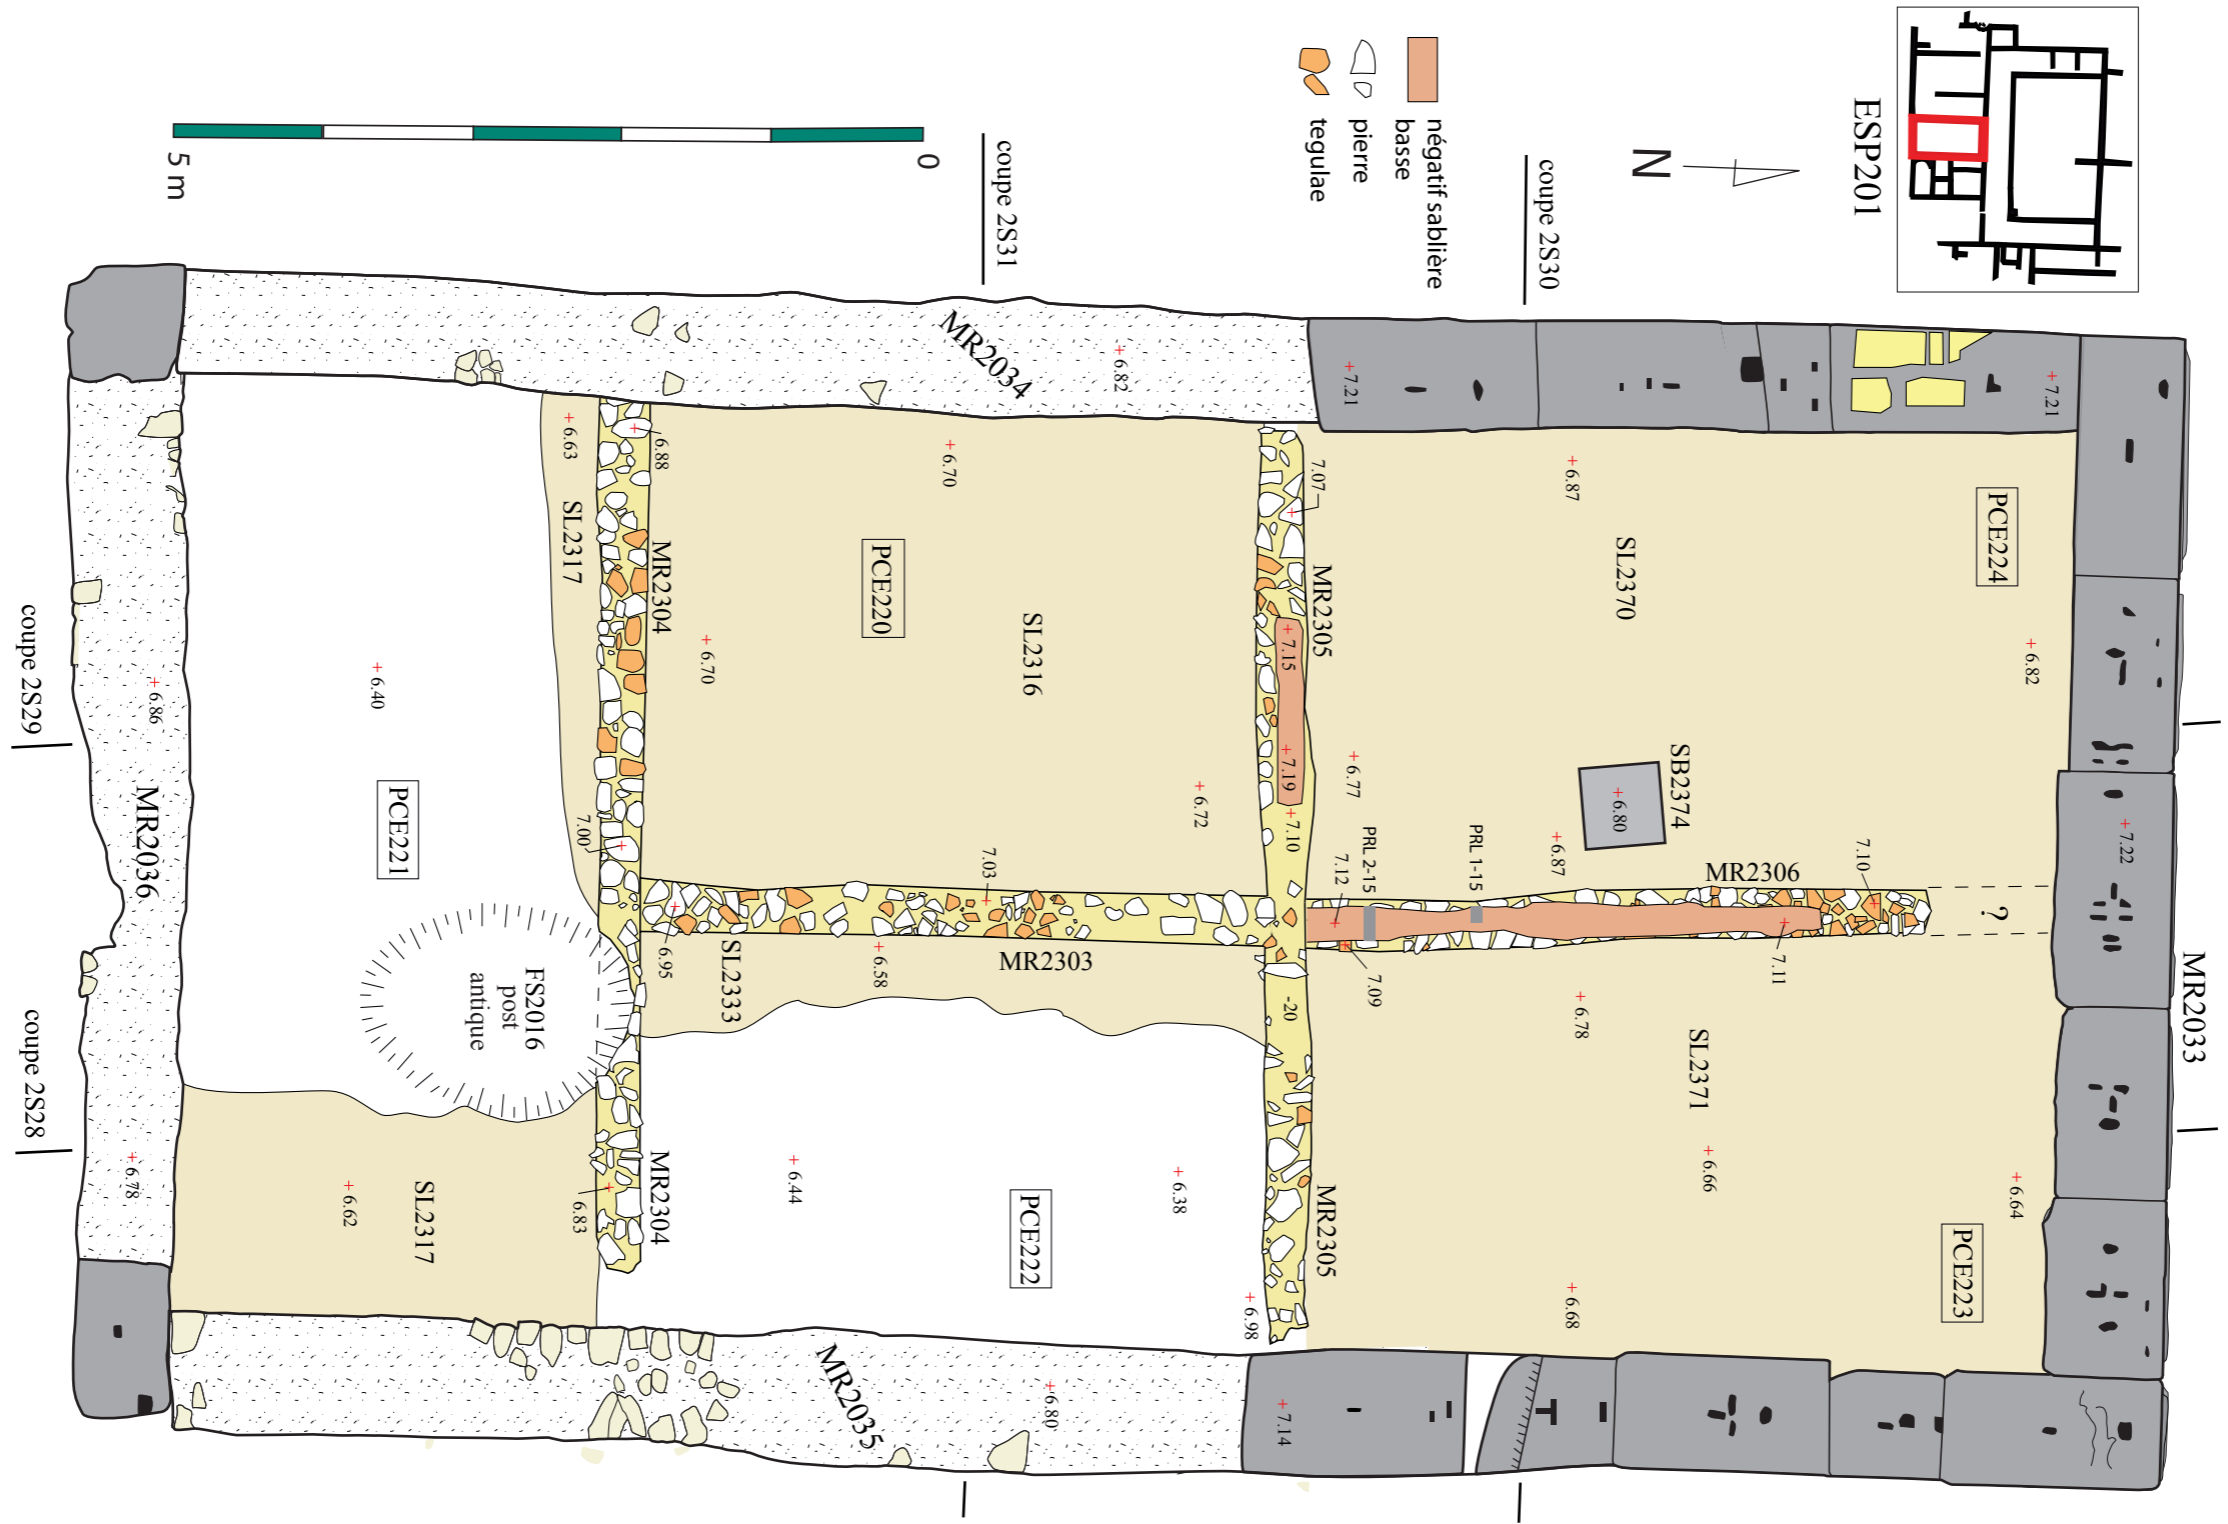 ESP201
N
négatif sablière
basse
pierre
tegulae
0
5 m
coupe 2S31
coupe 2S30
coupe 2S29
coupe 2S28
MR2034
+ 6.82
+ 7.21
+ 7.21
+ 6.63
6.88
SL2317
MR2304
+ 6.70
PCE220
SL2316
+ 6.70
+ 6.72
7.07
MR2305
+ 7.15
+ 7.19
+ 7.10
+ 6.87
SL2370
PCE224
+ 6.82
+ 6.77
SB2374
+ 6.80
+ 6.87
PRL 2-15
PRL 1-15
7.12
MR2306
7.10
?
7.11
7.09
+ 7.22
MR2033
+ 6.86
MR2036
+ 6.40
PCE221
7.00
7.03
6.95
SL2333
+ 6.58
MR2303
-20
FS2016
post
antique
+ 6.78
SL2371
+ 6.66
+ 6.64
PCE223
+ 6.68
+ 6.78
+ 6.62
SL2317
6.83
MR2304
+ 6.44
PCE222
+ 6.38
MR2305
+ 6.98
MR2035
+ 6.80
+ 7.14